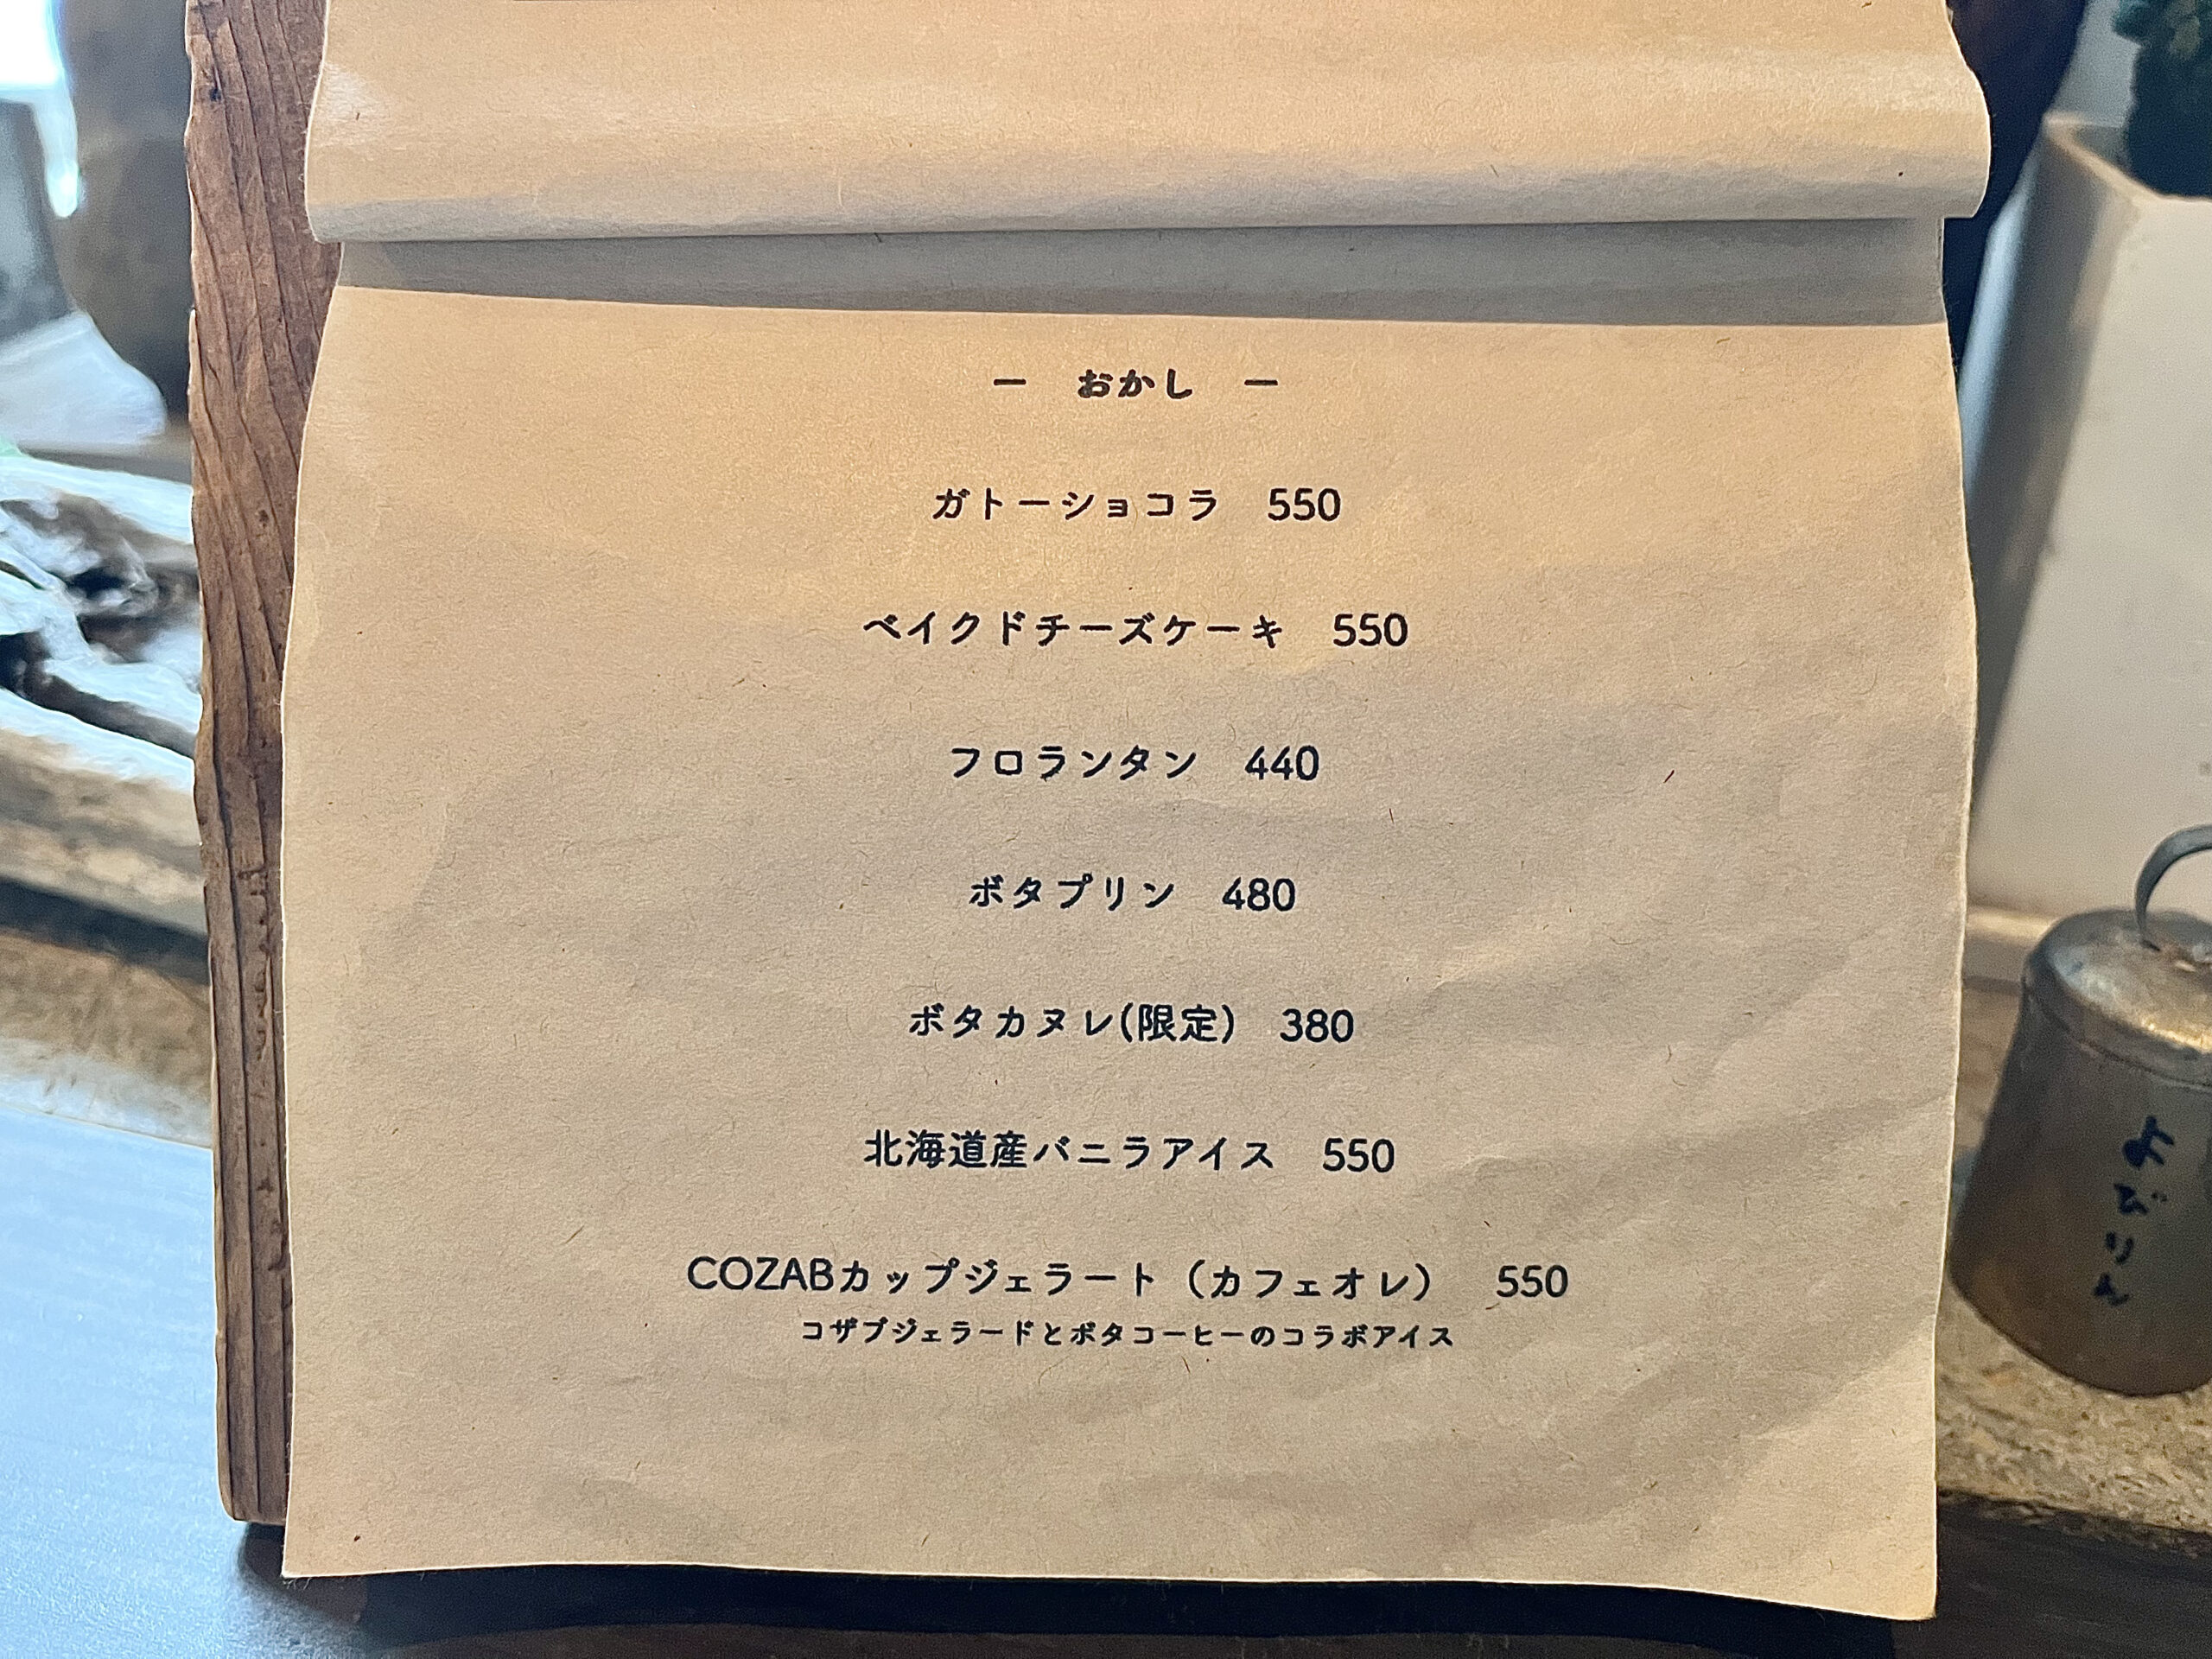 ー おかし ー
ガトーショコラ 550
ベイクドチーズケーキ 550
フロランタン 440
ボタプリン 480
ボタカヌレ(限定) 380
北海道産バニラアイス 550
COZABカップジェラート（カフェオレ） 550
コザブジェラードとボタコーヒーのコラボアイス
よびりん